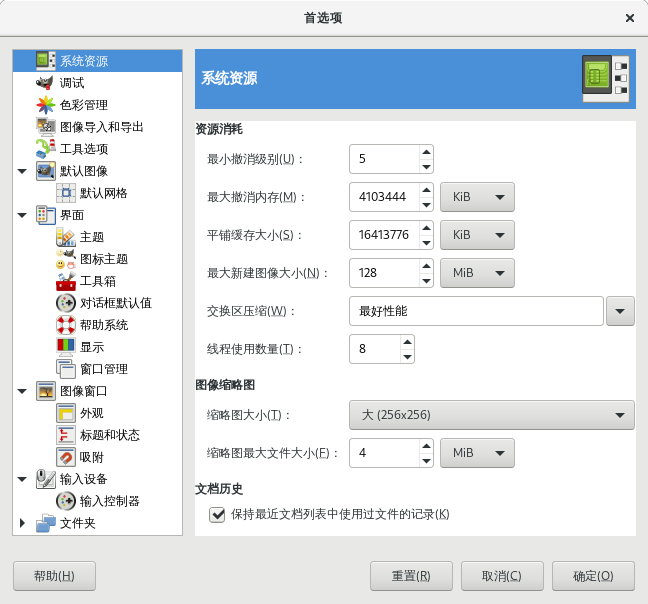 首选项
系统资源
调试
色彩管理
图像导入和导出
工具选项
默认图像
默认网格
界面
主题
图标主题
工具箱
对话框默认值
帮助系统
显示
窗口管理
图像窗口
外观
标题和状态
吸附
输入设备
输入控制器
文件夹
系统资源
资源消耗
最小撤消级别(U)： 5
最大撤消内存(M)： 4103444 KiB
平铺缓存大小(S)： 16413776 KiB
最大新建图像大小(N)： 128 MiB
交换区压缩(W)： 最好性能
线程使用数量(T)： 8
图像缩略图
缩略图大小(T)： 大 (256x256)
缩略图最大文件大小(F)： 4 MiB
文档历史
保持最近文档列表中使用过文件的记录(K)
帮助(H) 重置(R) 取消(C) 确定(O)